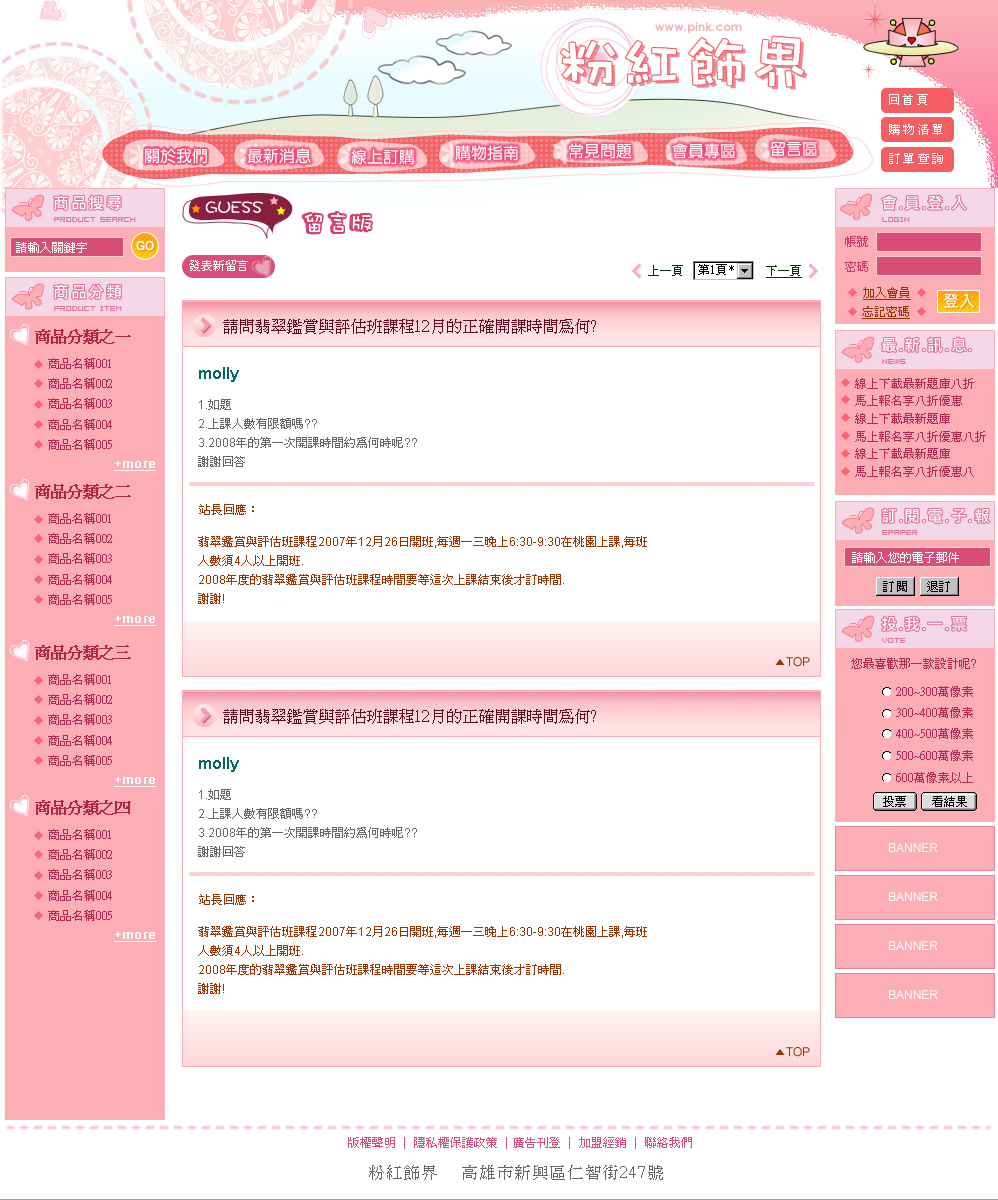 www.pink.com
粉紅飾界
回首頁
購物清單
訂單查詢
關於我們
最新消息
線上訂購
購物指南
常見問題
會員專區
留言區
商品搜尋
PRODUCT SEARCH
請輸入關鍵字
GO
商品分類
PRODUCT ITEM
商品分類之一
商品名稱001
商品名稱002
商品名稱003
商品名稱004
商品名稱005
+more
商品分類之二
商品名稱001
商品名稱002
商品名稱003
商品名稱004
商品名稱005
+more
商品分類之三
商品名稱001
商品名稱002
商品名稱003
商品名稱004
商品名稱005
+more
商品分類之四
商品名稱001
商品名稱002
商品名稱003
商品名稱004
商品名稱005
+more
GUESS
留言版
發表新留言
上一頁
第1頁*
下一頁
請問翡翠鑑賞與評估班課程12月的正確開課時間為何?
molly
1.如題
2.上課人數有限額嗎??
3.2008年的第一次開課時間約為何時呢??
謝謝回答
站長回應：
翡翠鑑賞與評估班課程2007年12月26日開班,每週一三晚上6:30-9:30在桃園上課,每班
人數須4人以上開班.
2008年度的翡翠鑑賞與評估班課程時間要等這次上課結束後才訂時間.
謝謝!
▲TOP
請問翡翠鑑賞與評估班課程12月的正確開課時間為何?
molly
1.如題
2.上課人數有限額嗎??
3.2008年的第一次開課時間約為何時呢??
謝謝回答
站長回應：
翡翠鑑賞與評估班課程2007年12月26日開班,每週一三晚上6:30-9:30在桃園上課,每班
人數須4人以上開班.
2008年度的翡翠鑑賞與評估班課程時間要等這次上課結束後才訂時間.
謝謝!
▲TOP
會.員.登.入
LOGIN
帳號
密碼
加入會員
忘記密碼
登入
最.新.訊.息.
NEWS
線上下載最新題庫八折
馬上報名享八折優惠
線上下載最新題庫
馬上報名享八折優惠八折
線上下載最新題庫
馬上報名享八折優惠八
訂.閱.電.子.報
EPAPER
請輸入您的電子郵件
訂閱
退訂
投.我.一.票
VOTE
您最喜歡那一款設計呢?
200~300萬像素
300~400萬像素
400~500萬像素
500~600萬像素
600萬像素以上
投票
看結果
BANNER
BANNER
BANNER
BANNER
版權聲明 | 隱私權保護政策 | 廣告刊登 | 加盟經銷 | 聯絡我們
粉紅飾界 高雄市新興區仁智街247號